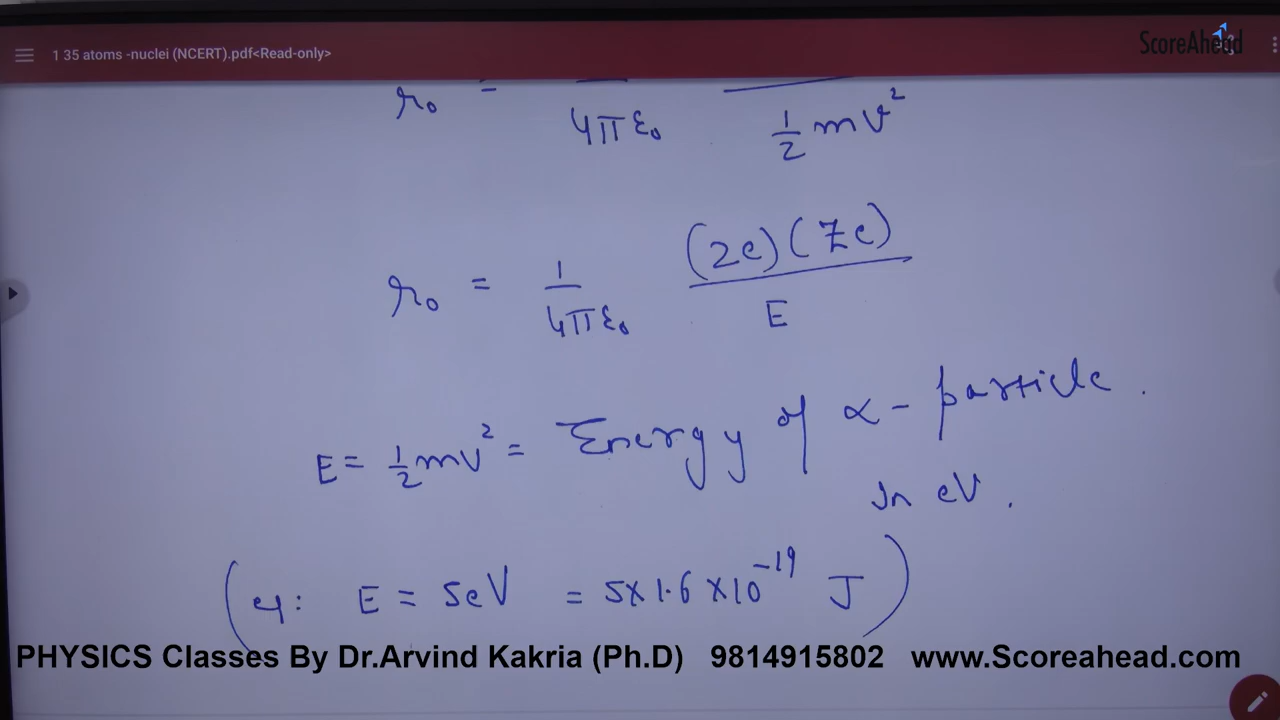 1 35 atoms -nuclei (NCERT).pdf<Read-only>
ScoreAhead
r₀ = 4πε₀ ½ mv²
r₀ = 1/4πε₀ (2e)(Ze)/E
E = ½mv² = Energy of α - particle.
In eV.
(eg: E = 5eV = 5×1.6×10⁻¹⁹ J)
PHYSICS Classes By Dr.Arvind Kakria (Ph.D) 9814915802 www.Scoreahead.com